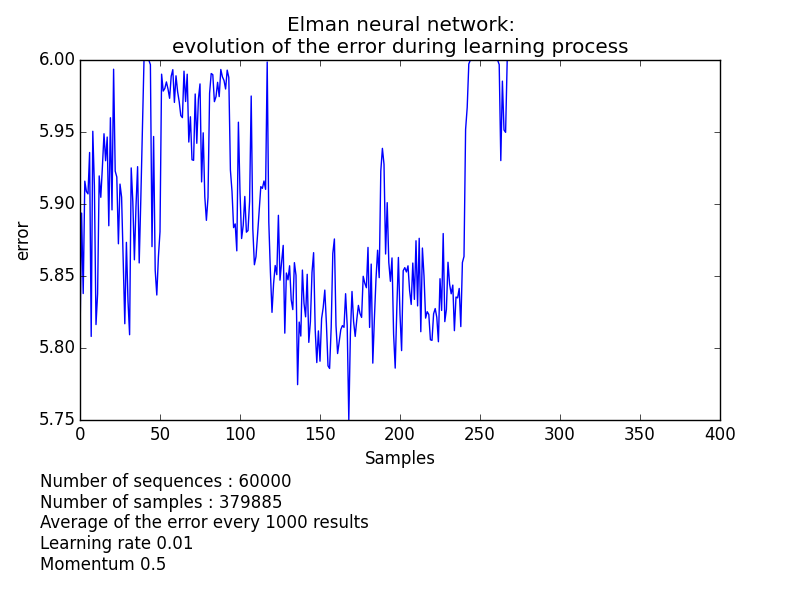 Elman neural network:
evolution of the error during learning process
6.00
5.95
5.90
5.85
5.80
5.75
error
0 50 100 150 200 250 300 350 400
Samples
Number of sequences : 60000
Number of samples : 379885
Average of the error every 1000 results
Learning rate 0.01
Momentum 0.5